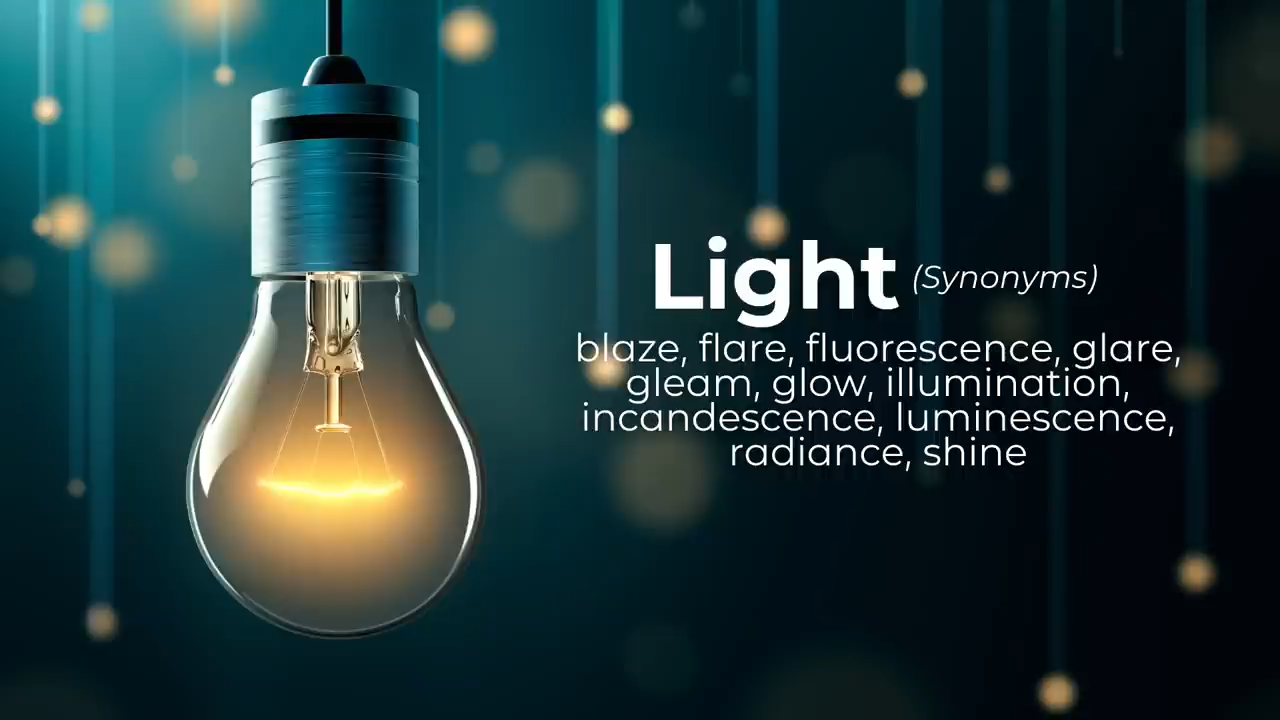 Light (Synonyms)
blaze, flare, fluorescence, glare,
gleam, glow, illumination,
incandescence, luminescence,
radiance, shine